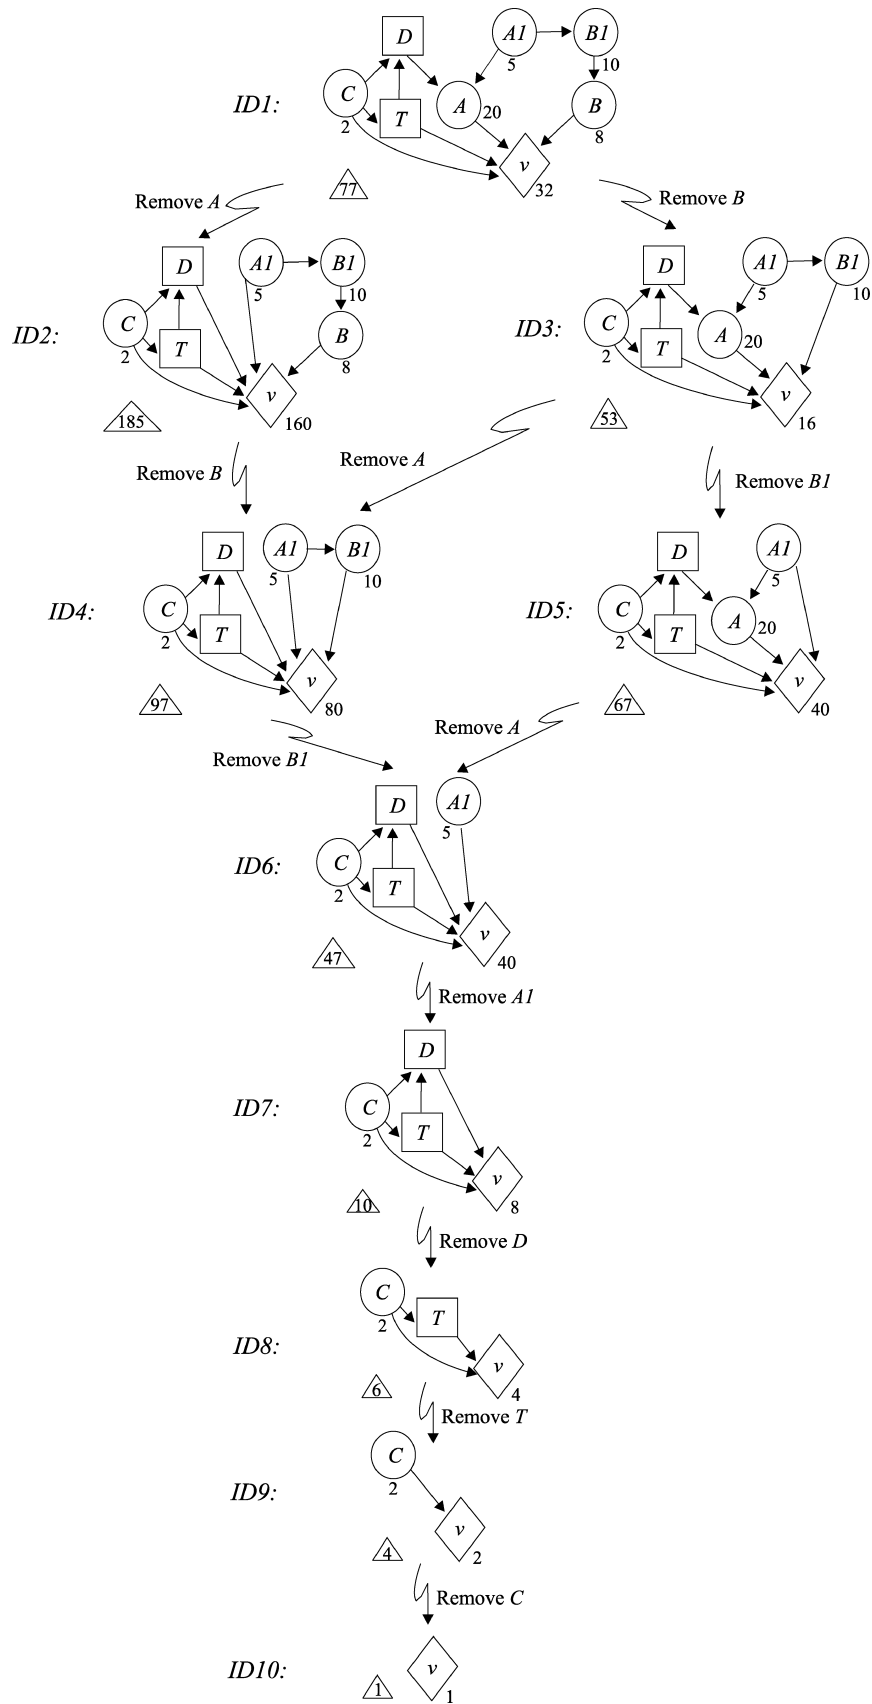 D A1 B1
5 10
ID1: C T A 20 B
2 8
77 v 32
Remove A Remove B
D A1 B1 D A1 B1
5 10 5 10
ID2: C T B ID3: C T A 20
2 8 2
185 v 160 53 v 16
Remove B Remove A Remove B1
D A1 B1 D A1
5 10 5
ID4: C T ID5: C T A 20
2 2
97 v 80 67 v 40
Remove B1 Remove A
D A1
5
ID6: C T
2
47 v 40
Remove A1
D
ID7: C T
2
10 v 8
Remove D
C T
2
ID8:
6 v 4
Remove T
C
2
ID9:
4 v 2
Remove C
ID10: v
1 1